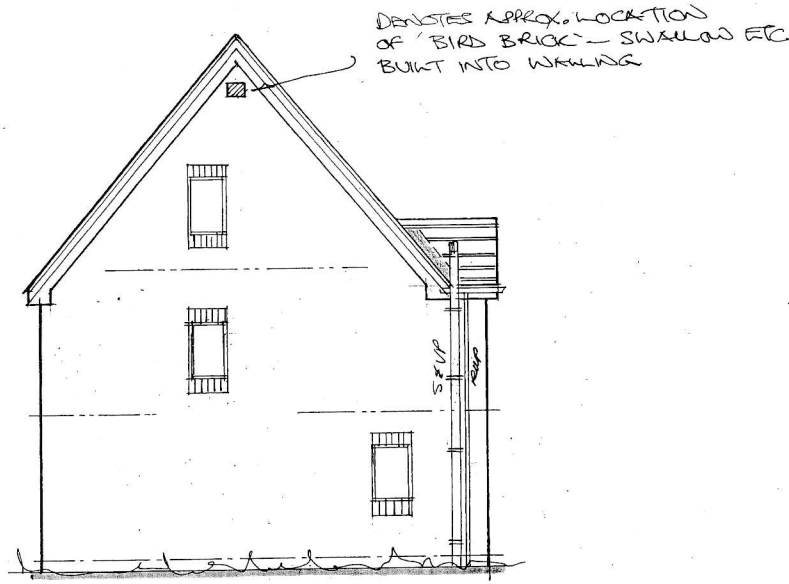 DENOTES APPROX. LOCATION
OF 'BIRD BRICK' – SWALLOW ETC
BUILT INTO WALLING
S&VP
RWP